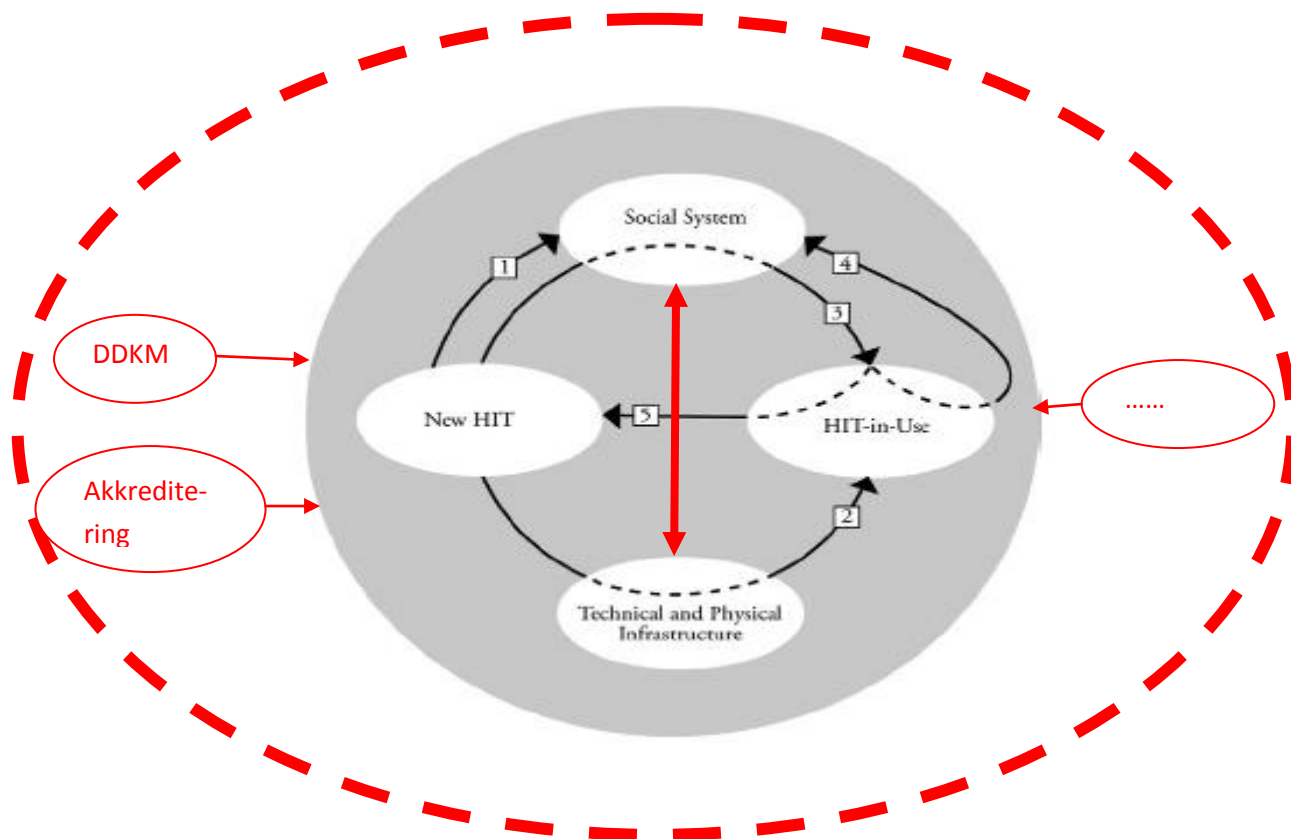 Social System
1
4
3
DDKM
......
New HIT
5
HIT-in-Use
Akkredite-
ring
2
Technical and Physical
Infrastructure